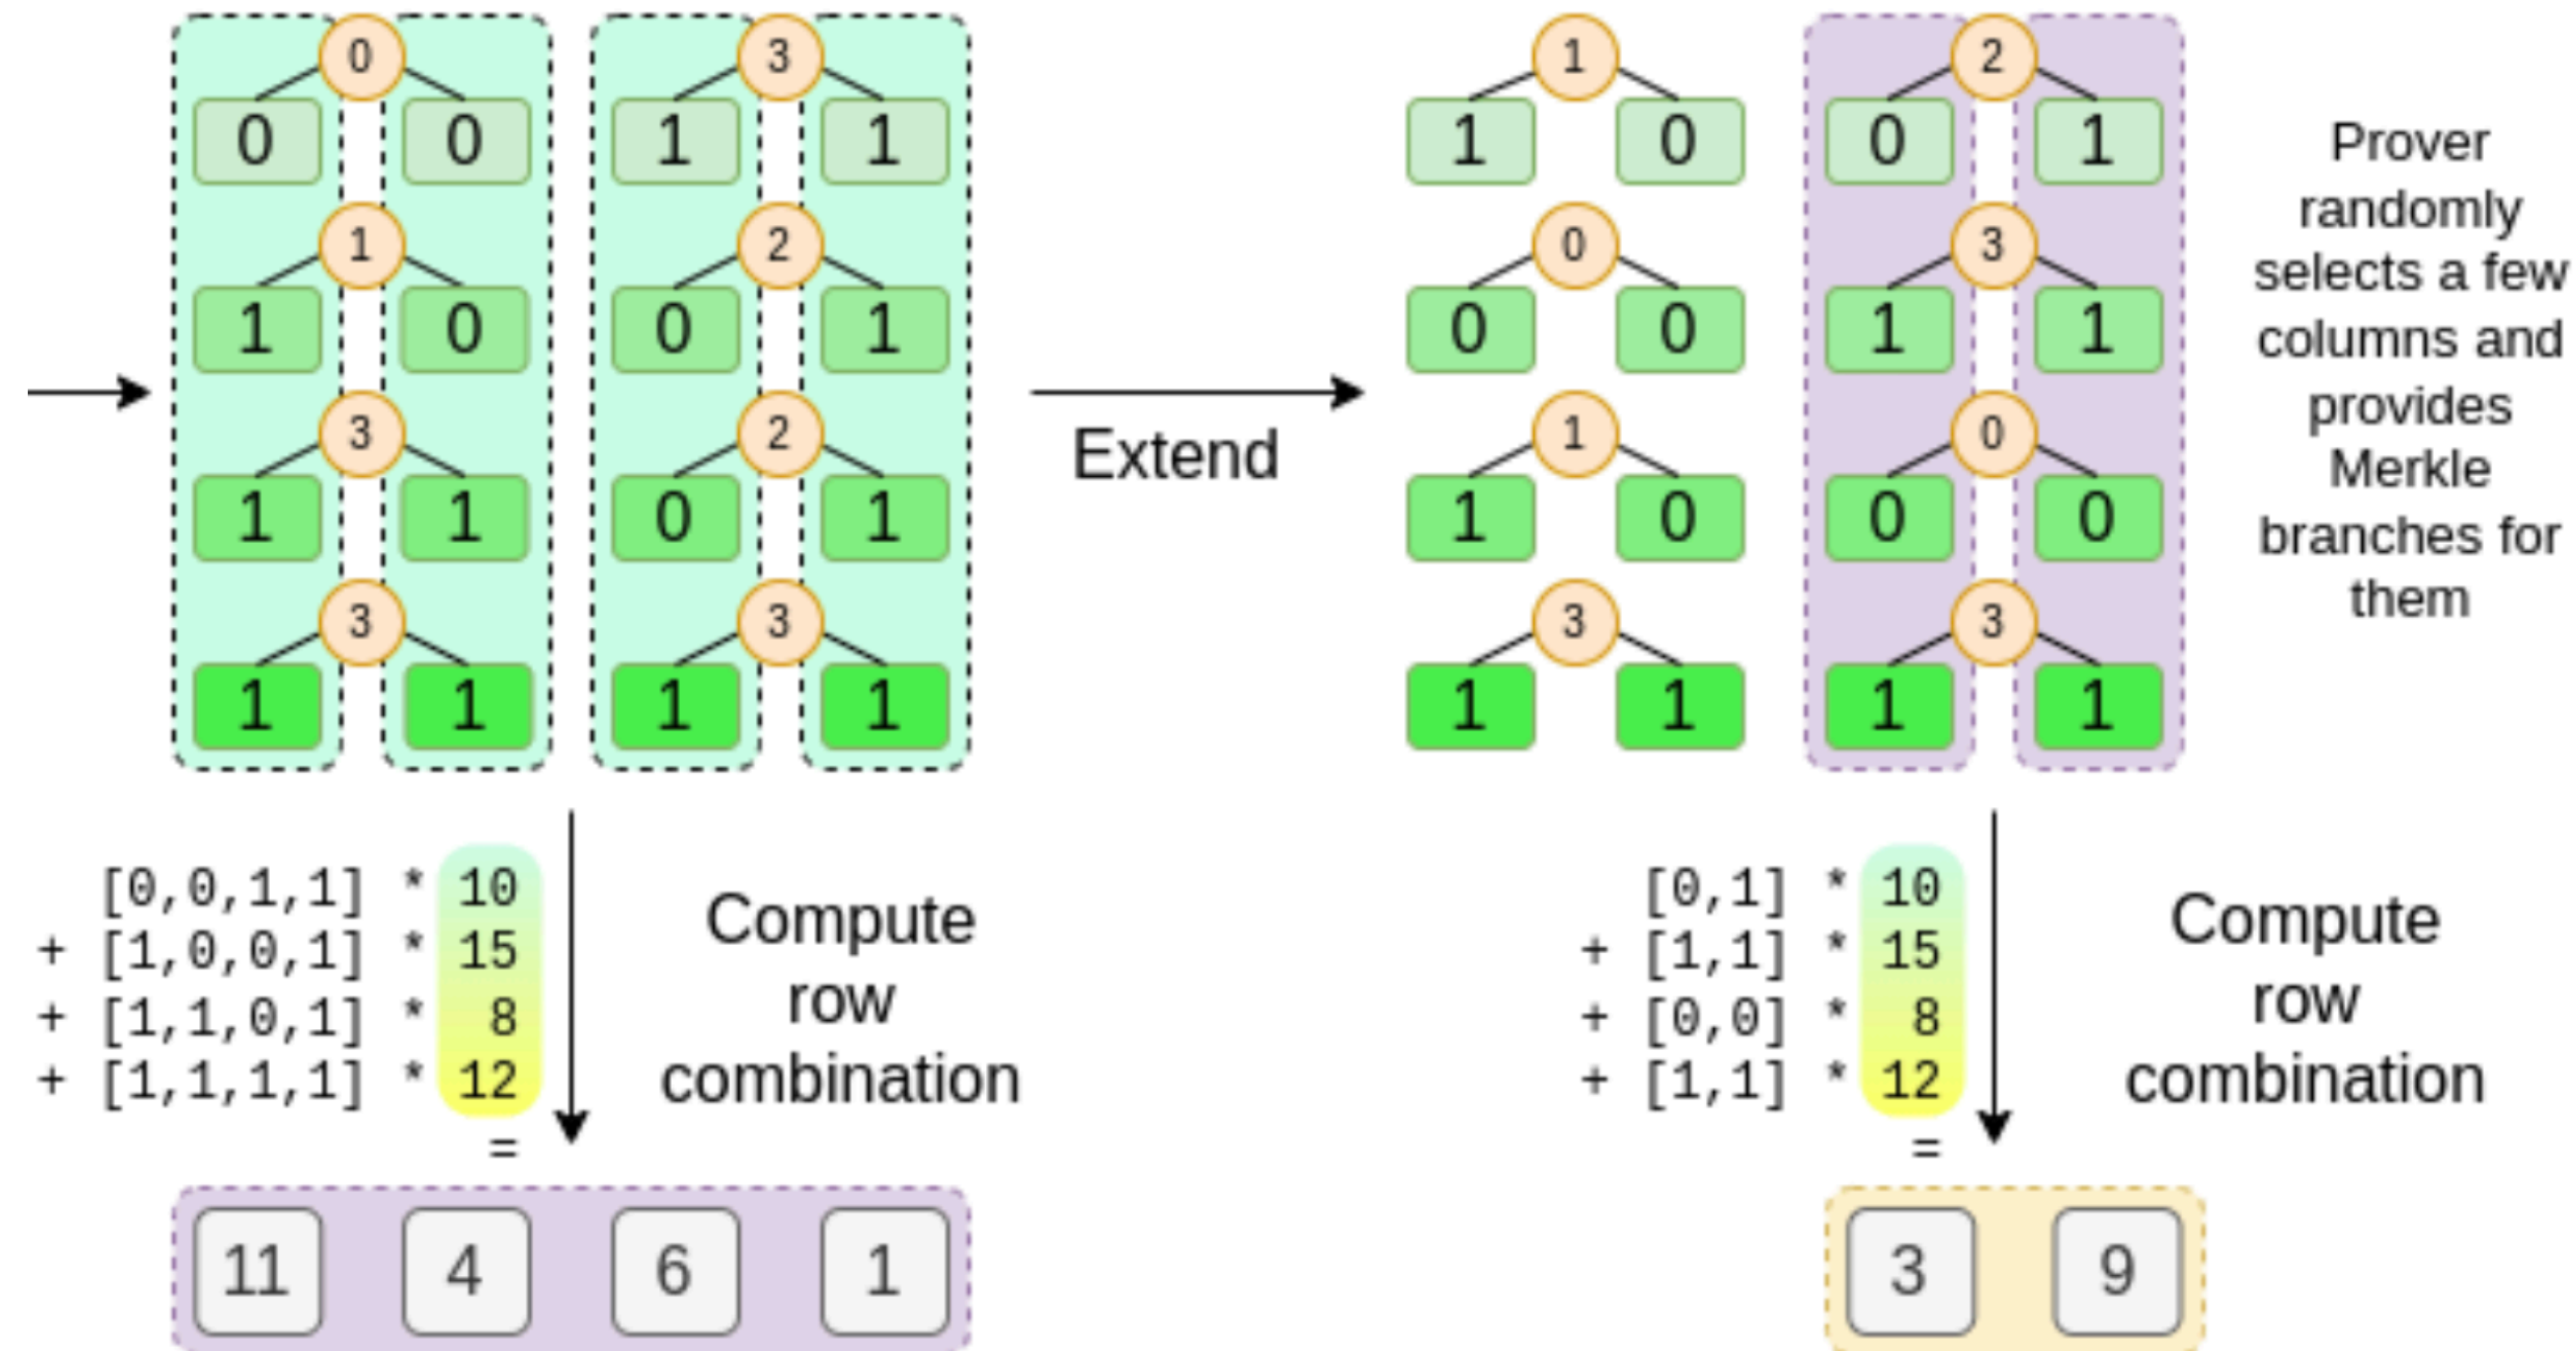 0 3 1 2
0 0 1 1 1 0 0 1
1 2 0 3
1 0 0 1 0 0 1 1
3 2 1 0
1 1 0 1 1 0 0 0
3 3 3 3
1 1 1 1 1 1 1 1
Extend
Prover
randomly
selects a few
columns and
provides
Merkle
branches for
them
[0,0,1,1] * 10
+ [1,0,0,1] * 15
+ [1,1,0,1] * 8
+ [1,1,1,1] * 12
=
Compute
row
combination
11 4 6 1
[0,1] * 10
+ [1,1] * 15
+ [0,0] * 8
+ [1,1] * 12
=
Compute
row
combination
3 9